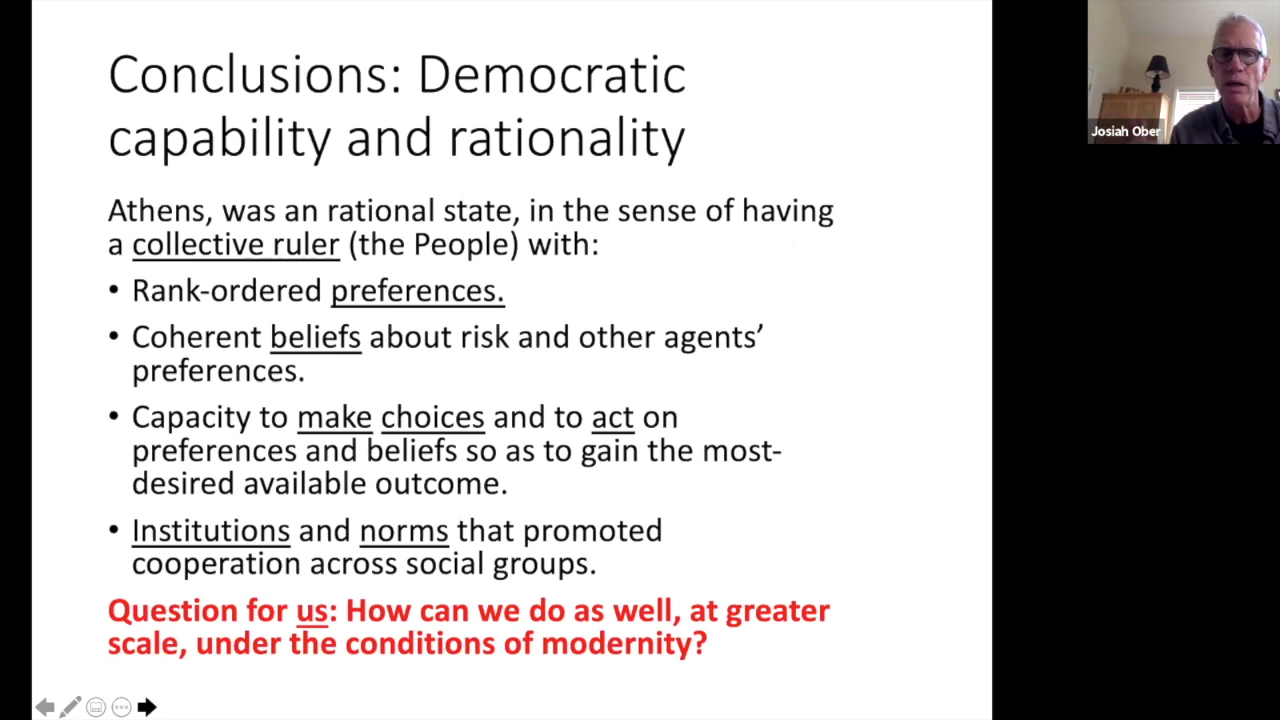 Conclusions: Democratic
capability and rationality
Athens, was an rational state, in the sense of having
a collective ruler (the People) with:
• Rank-ordered preferences.
• Coherent beliefs about risk and other agents’
preferences.
• Capacity to make choices and to act on
preferences and beliefs so as to gain the most-
desired available outcome.
• Institutions and norms that promoted
cooperation across social groups.
Question for us: How can we do as well, at greater
scale, under the conditions of modernity?
Josiah Ober